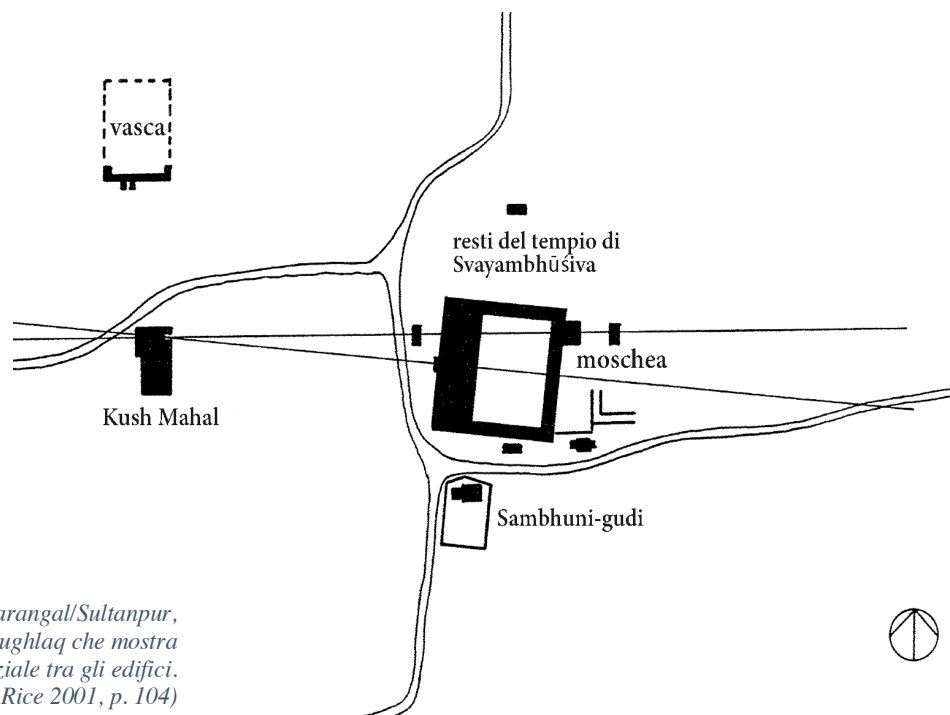 vasca
resti del tempio di
Svayambhūśiva
moschea
Kush Mahal
Sambhuni-gudi
arangal/Sultanpur,
ughlaq che mostra
ziale tra gli edifici.
Rice 2001, p. 104)